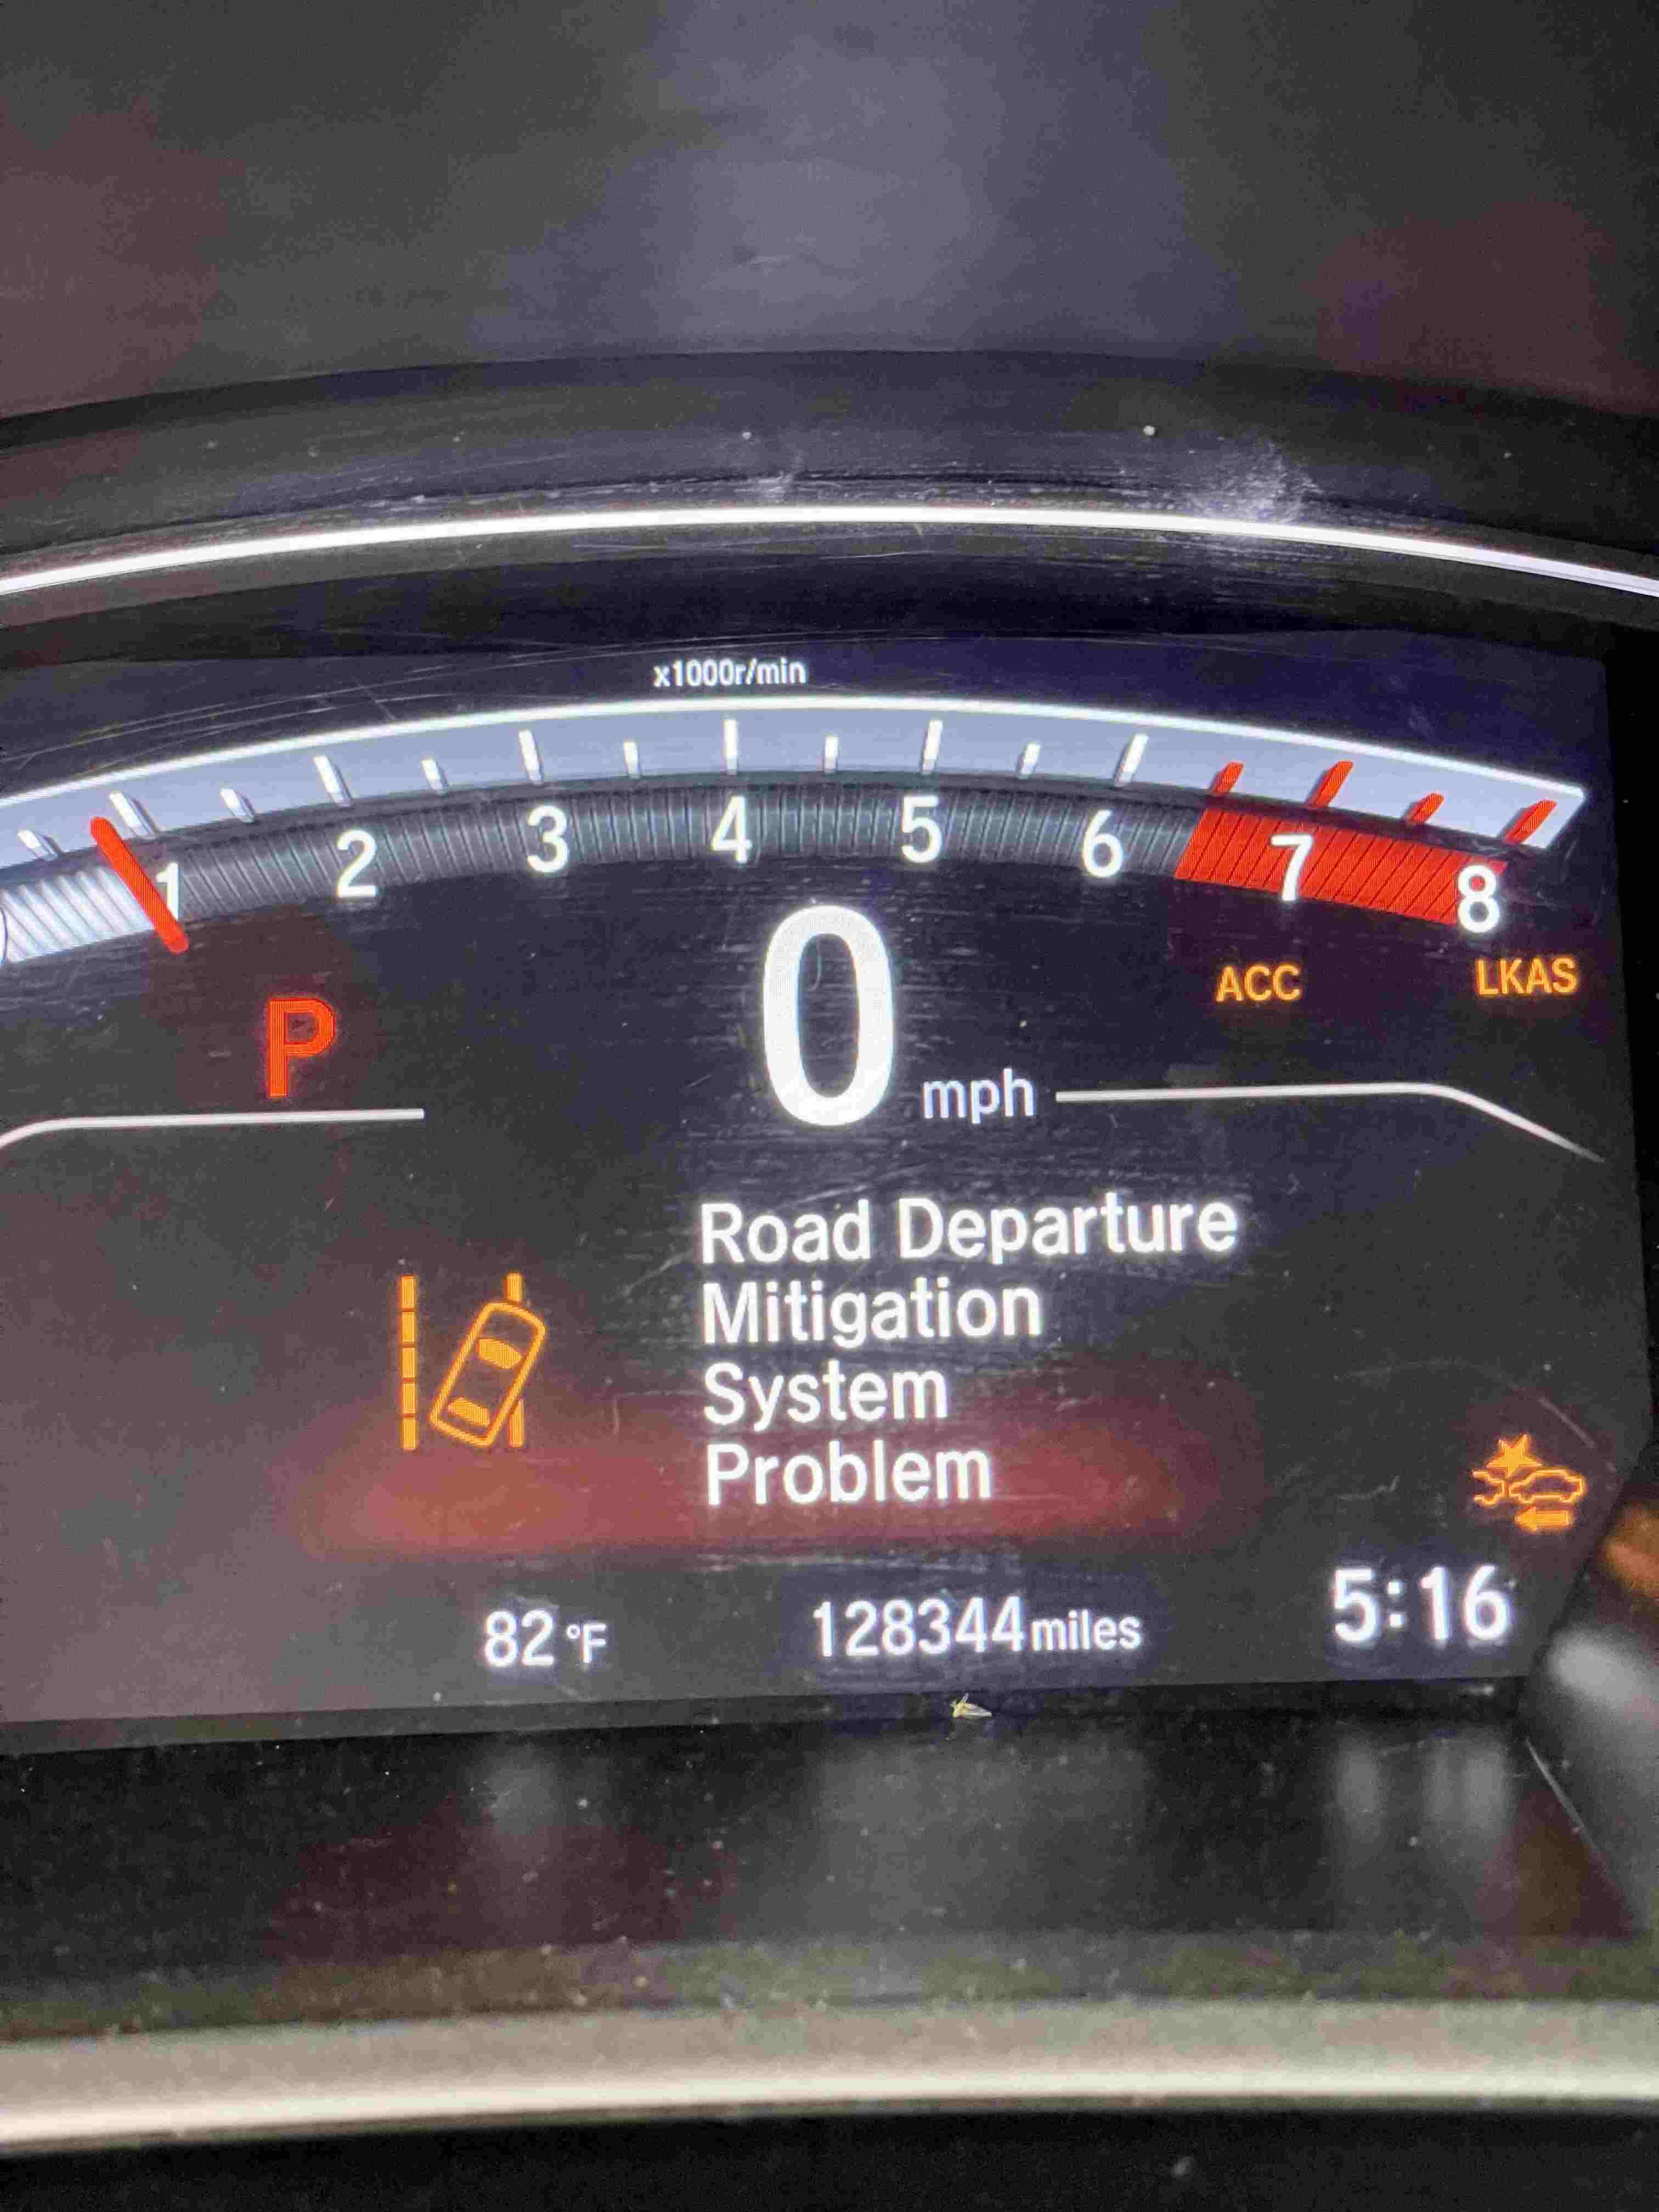 x1000r/min
1 2 3 4 5 6 7 8
ACC LKAS
P
0 mph
Road Departure
Mitigation
System
Problem
82 °F 128344 miles 5:16